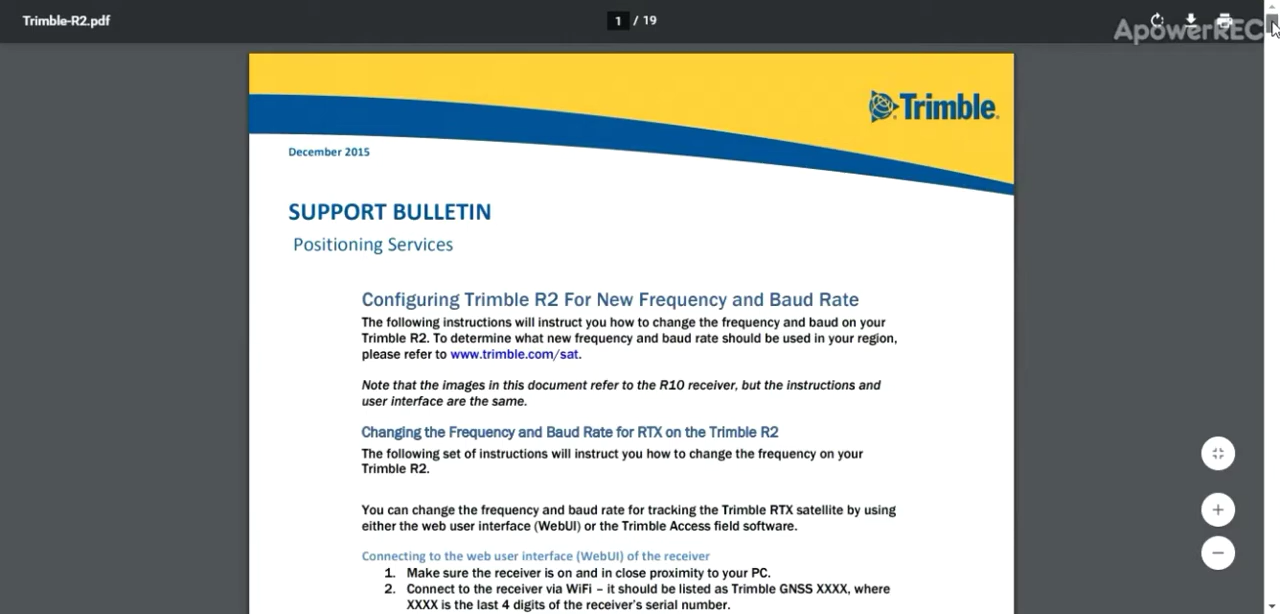 Trimble-R2.pdf
1 / 19
ApowerREC
Trimble
December 2015
SUPPORT BULLETIN
Positioning Services
Configuring Trimble R2 For New Frequency and Baud Rate
The following instructions will instruct you how to change the frequency and baud on your
Trimble R2. To determine what new frequency and baud rate should be used in your region,
please refer to www.trimble.com/sat.
Note that the images in this document refer to the R10 receiver, but the instructions and
user interface are the same.
Changing the Frequency and Baud Rate for RTX on the Trimble R2
The following set of instructions will instruct you how to change the frequency on your
Trimble R2.
You can change the frequency and baud rate for tracking the Trimble RTX satellite by using
either the web user interface (WebUI) or the Trimble Access field software.
Connecting to the web user interface (WebUI) of the receiver
1. Make sure the receiver is on and in close proximity to your PC.
2. Connect to the receiver via WiFi – it should be listed as Trimble GNSS XXXX, where
XXXX is the last 4 digits of the receiver's serial number.